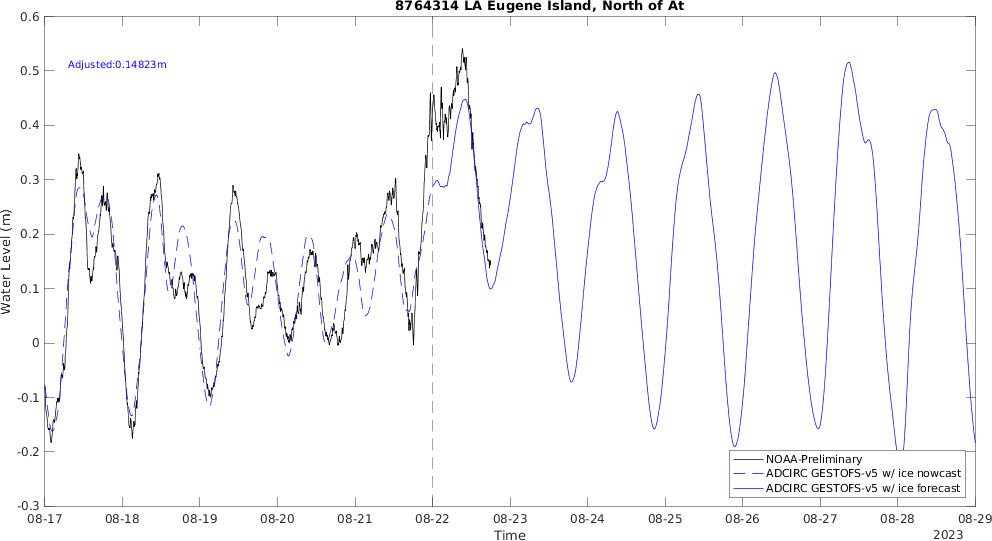 8764314 LA Eugene Island, North of At
Adjusted:0.14823m
0.6
0.5
0.4
0.3
0.2
0.1
0
-0.1
-0.2
-0.3
Water Level (m)
NOAA-Preliminary
ADCIRC GESTOFS-v5 w/ ice nowcast
ADCIRC GESTOFS-v5 w/ ice forecast
08-17 08-18 08-19 08-20 08-21 08-22 08-23 08-24 08-25 08-26 08-27 08-28 08-29
Time
2023